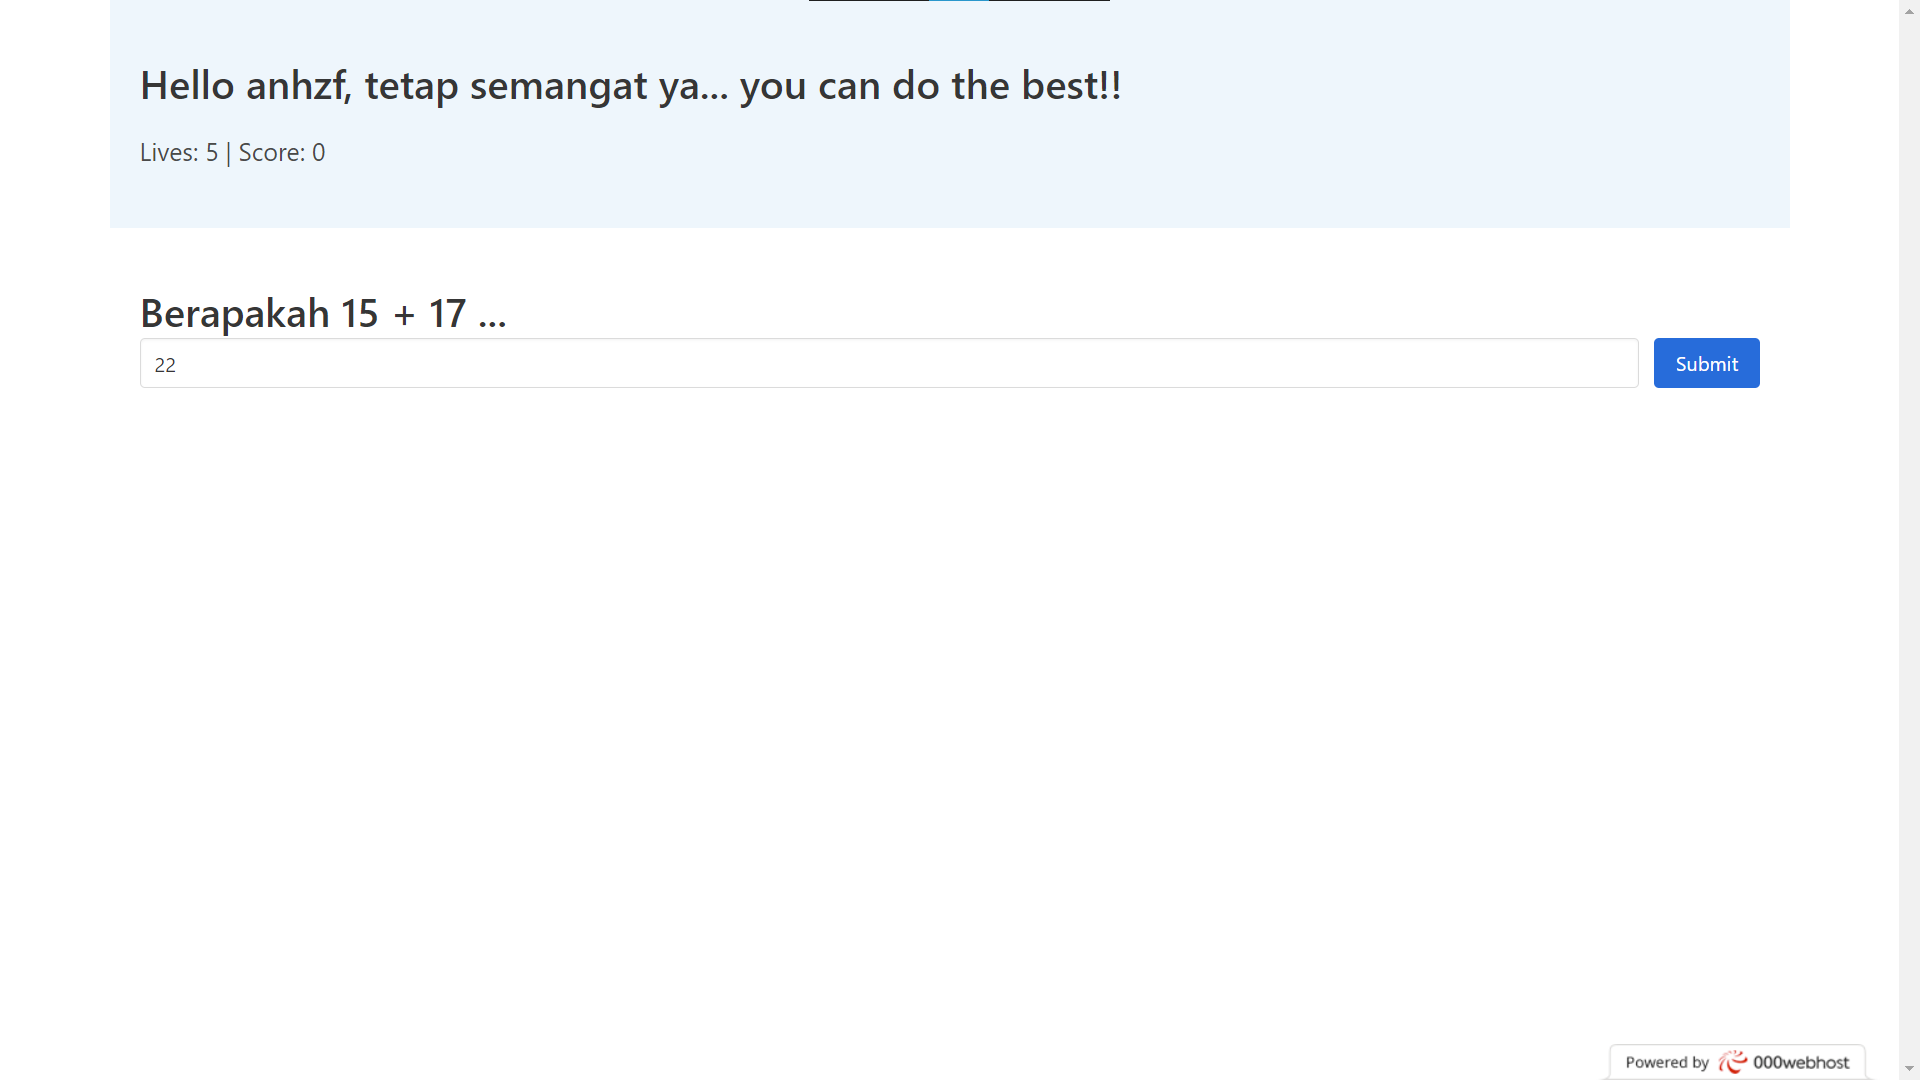 Hello anhzf, tetap semangat ya... you can do the best!!
Lives: 5 | Score: 0
Berapakah 15 + 17 ...
22
Submit
Powered by 000webhost